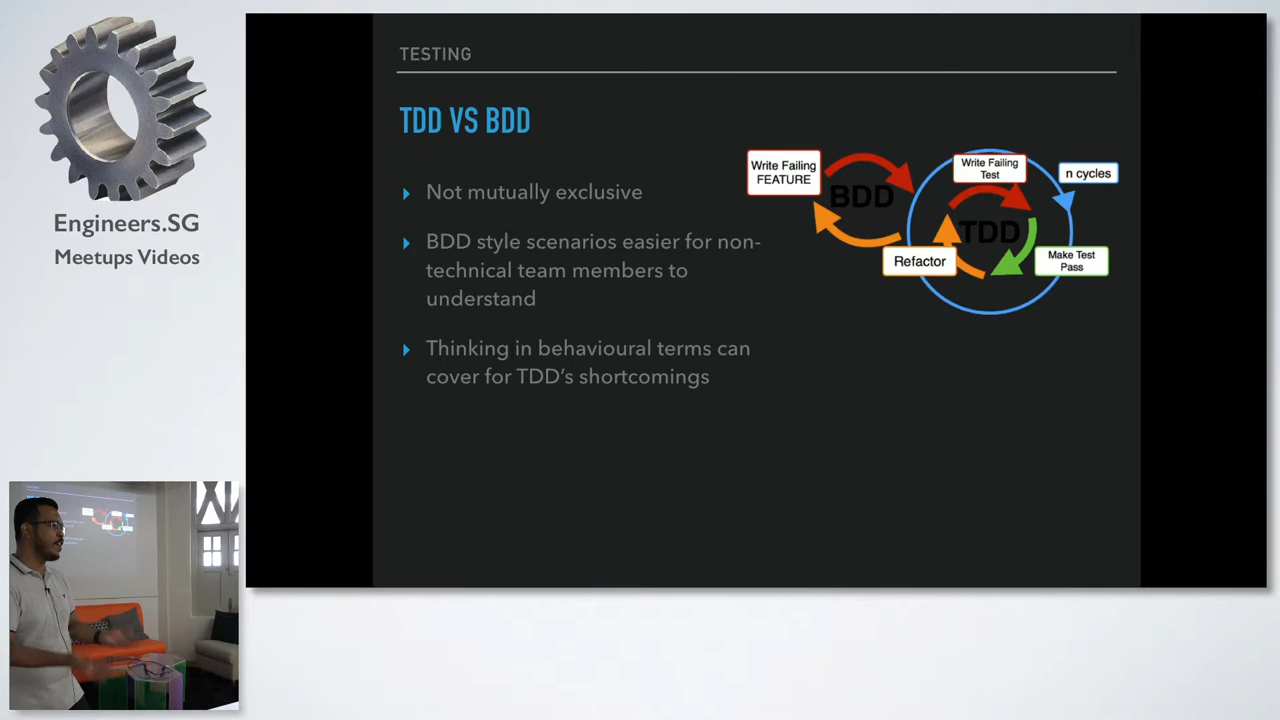 Engineers.SG
Meetups Videos
TESTING
TDD VS BDD
Not mutually exclusive
BDD style scenarios easier for non-
technical team members to
understand
Thinking in behavioural terms can
cover for TDD's shortcomings
Write Failing
FEATURE
BDD
Write Failing
Test
n cycles
TDD
Refactor
Make Test
Pass